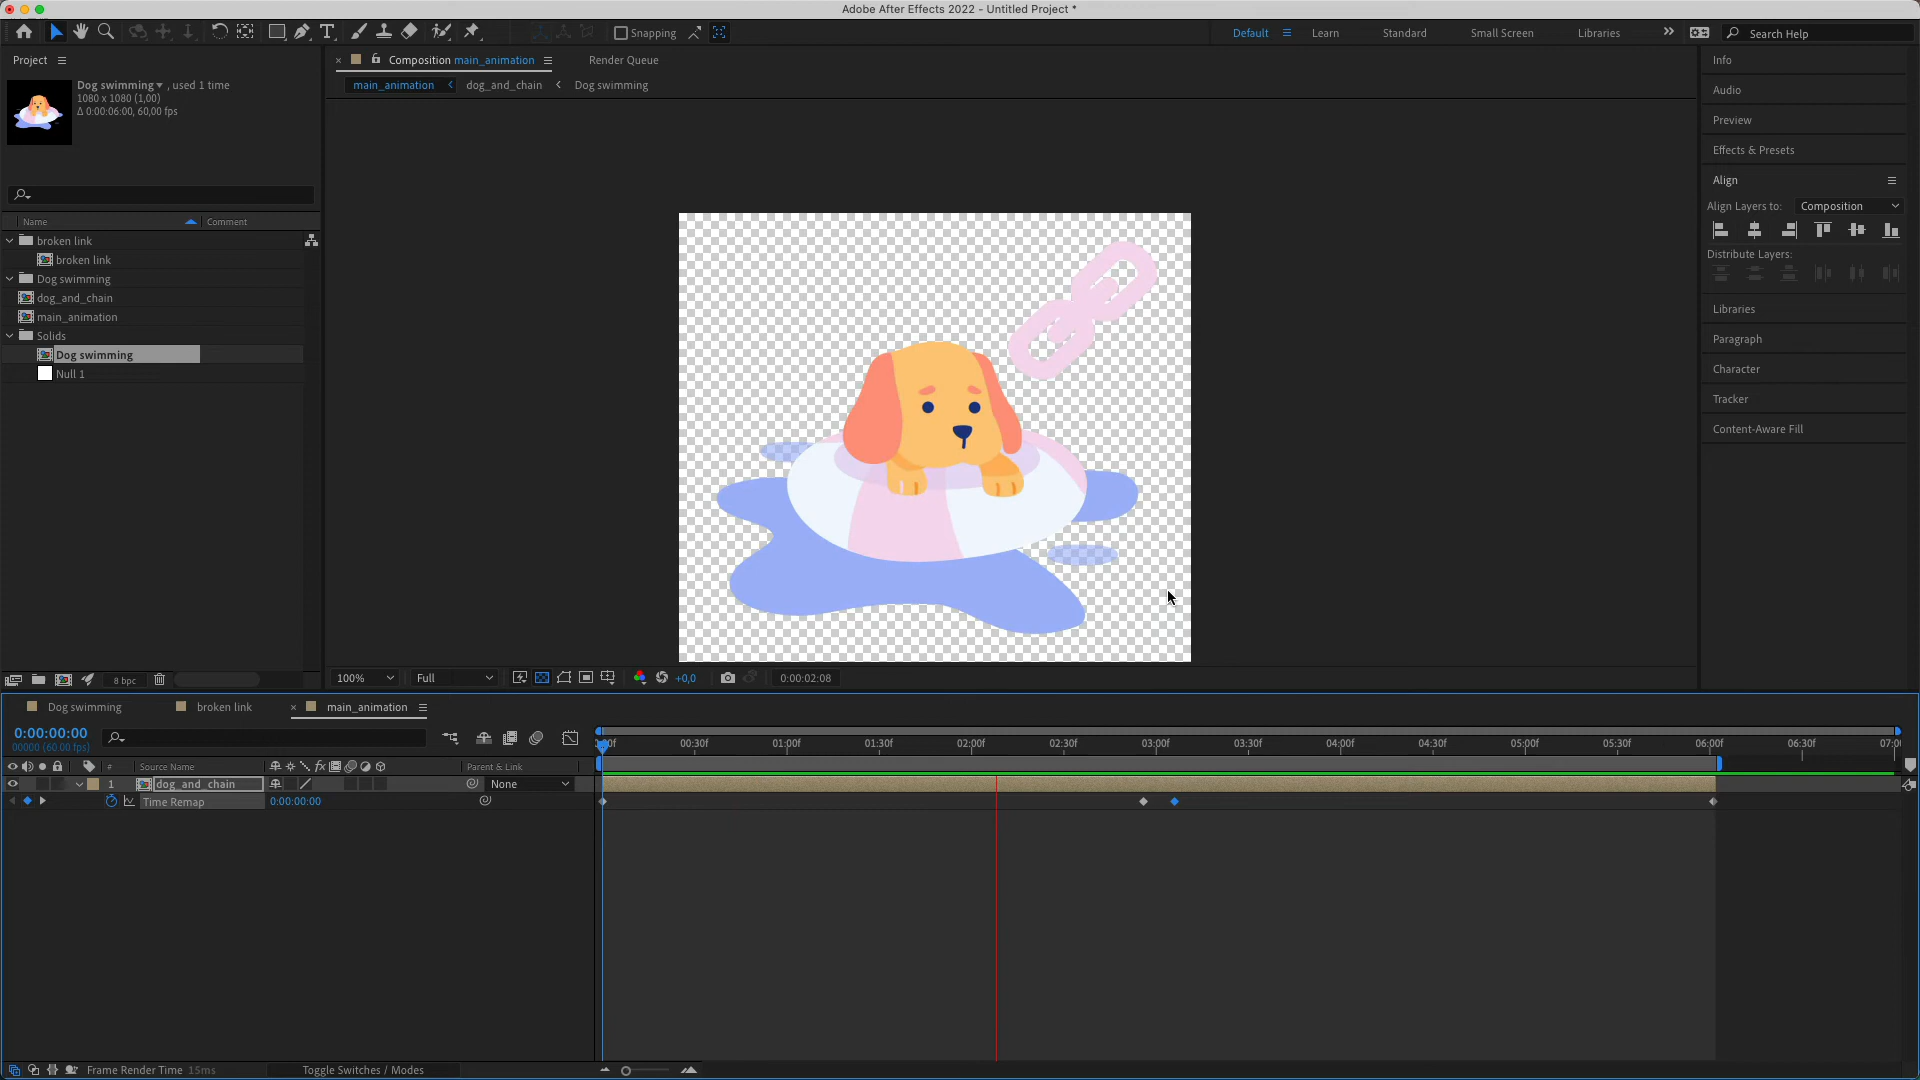 Adobe After Effects 2022 - Untitled Project *
Snapping
Default
Learn
Standard
Small Screen
Libraries
Search Help
Project
Dog swimming , used 1 time
1080 x 1080 (1,00)
Δ 0:00:06:00, 60,00 fps
Name
Comment
broken link
broken link
Dog swimming
dog_and_chain
main_animation
Solids
Dog swimming
Null 1
8 bpc
Composition main_animation
Render Queue
main_animation
dog_and_chain
Dog swimming
100%
Full
+0,0
0:00:02:08
Info
Audio
Preview
Effects & Presets
Align
Align Layers to:
Composition
Distribute Layers:
Libraries
Paragraph
Character
Tracker
Content-Aware Fill
Dog swimming
broken link
main_animation
0:00:00:00
00000 (60.00 fps)
00:30f
01:00f
01:30f
02:00f
02:30f
03:00f
03:30f
04:00f
04:30f
05:00f
05:30f
06:00f
06:30f
#
Source Name
fx
Parent & Link
1
dog_and_chain
None
Time Remap
0:00:00:00
Frame Render Time 15ms
Toggle Switches / Modes